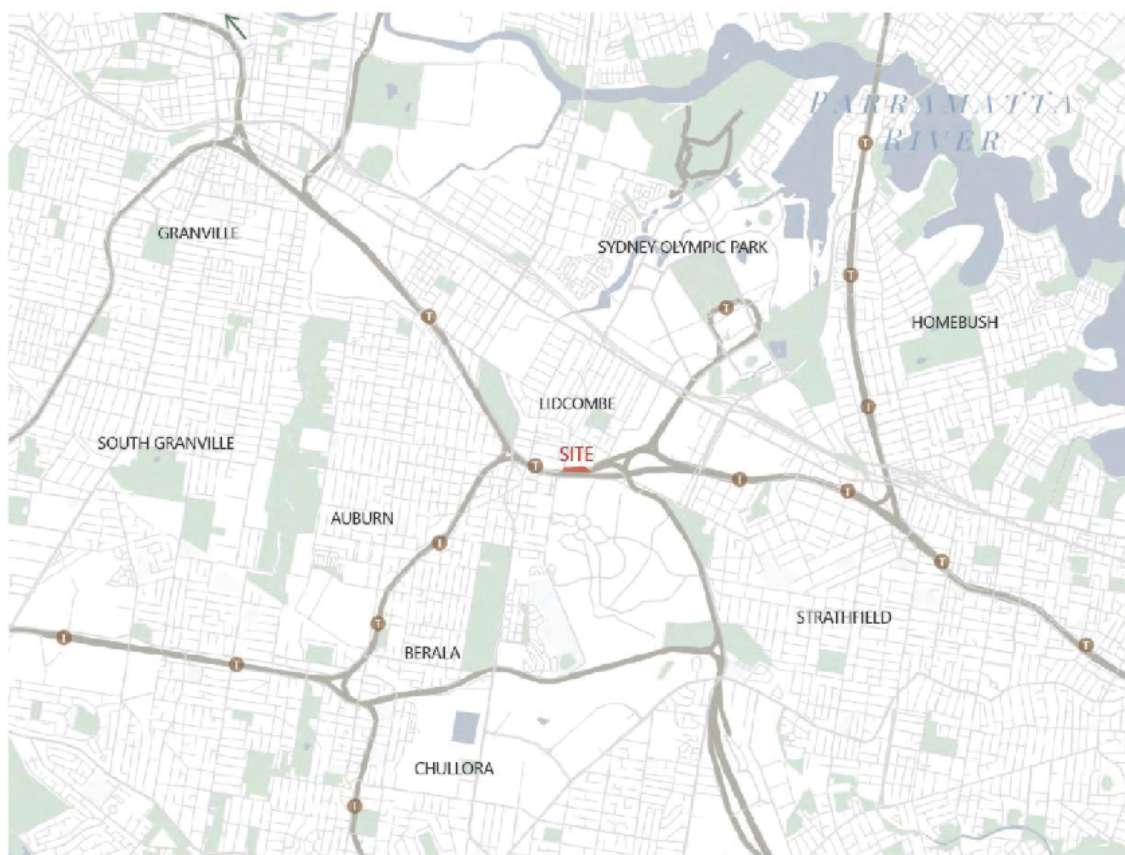 PARRAMATTA
RIVER
T
GRANVILLE
SYDNEY OLYMPIC PARK
T
T
T
HOMEBUSH
LIDCOMBE
T
SOUTH GRANVILLE
SITE
T
T
T
AUBURN
T
T
T
STRATHFIELD
T
T
BERALA
T
T
CHULLORA
T